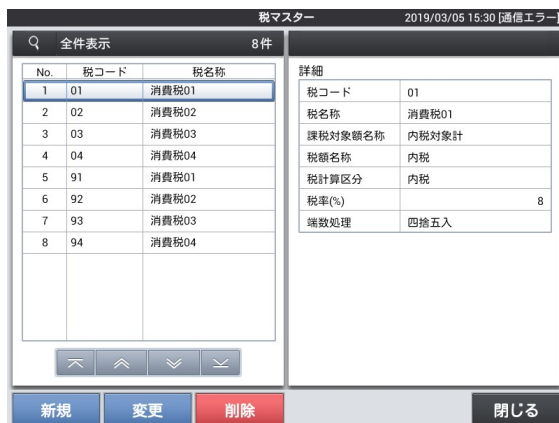 税マスター
2019/03/05 15:30 [通信エラー]
全件表示 8件
No. 税コード 税名称
1 01 消費税01
2 02 消費税02
3 03 消費税03
4 04 消費税04
5 91 消費税01
6 92 消費税02
7 93 消費税03
8 94 消費税04
詳細
税コード 01
税名称 消費税01
課税対象額名称 内税対象計
税額名称 内税
税計算区分 内税
税率(%) 8
端数処理 四捨五入
新規 変更 削除 閉じる